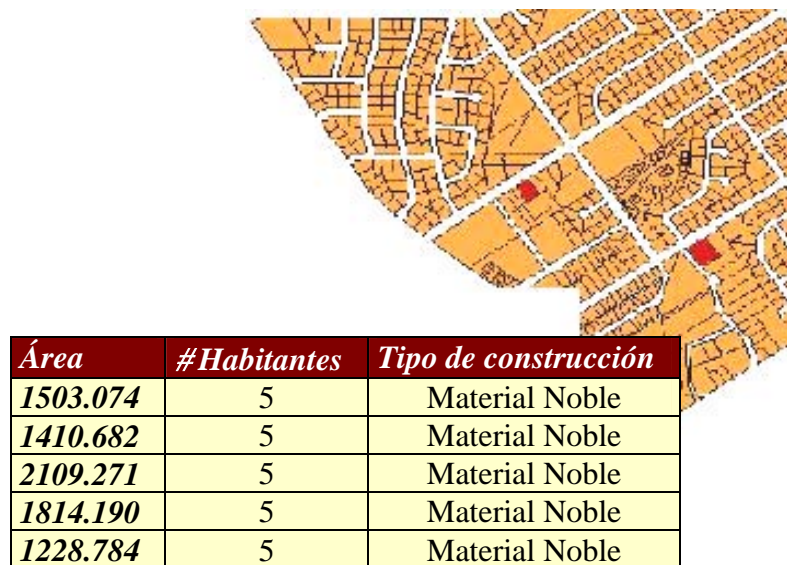 Área #Habitantes Tipo de construcción
1503.074 5 Material Noble
1410.682 5 Material Noble
2109.271 5 Material Noble
1814.190 5 Material Noble
1228.784 5 Material Noble